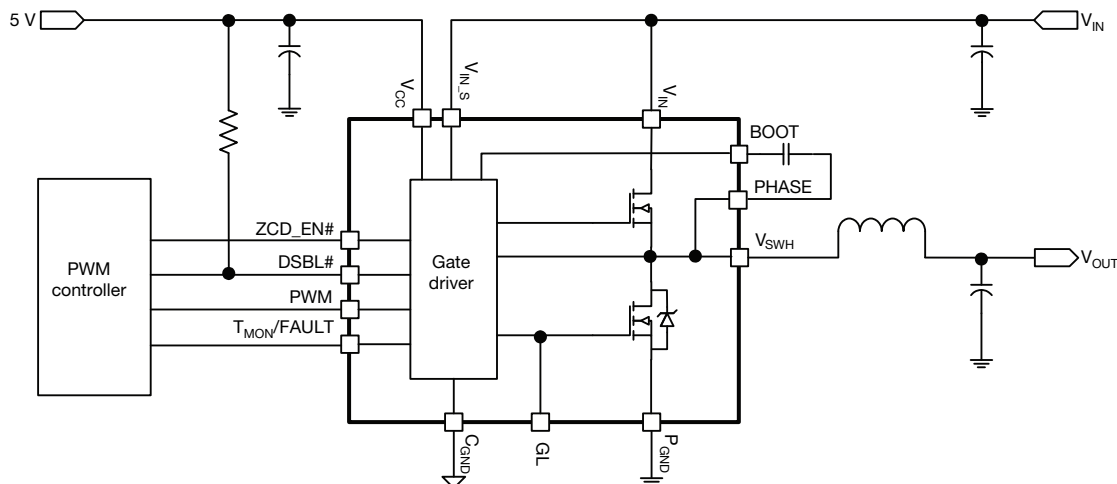 5 V
V_IN
V_CC
V_IN_S
V_IN
BOOT
PHASE
ZCD_EN#
V_SWH
PWM
controller
DSBL#
Gate
driver
V_OUT
PWM
T_MON/FAULT
C_GND
GL
P_GND